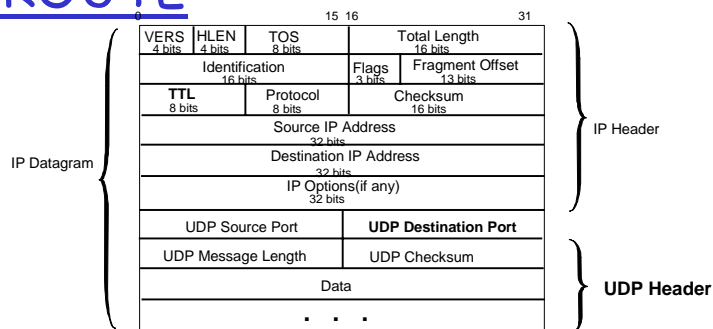 ROUTE
0 15 16 31
VERS HLEN TOS Total Length
4 bits 4 bits 8 bits 16 bits
Identification Flags Fragment Offset
16 bits 3 bits 13 bits
TTL Protocol Checksum
8 bits 8 bits 16 bits
Source IP Address
32 bits
IP Header
Destination IP Address
IP Datagram
32 bits
IP Options(if any)
32 bits
UDP Source Port UDP Destination Port
UDP Message Length UDP Checksum
Data
UDP Header
. . .